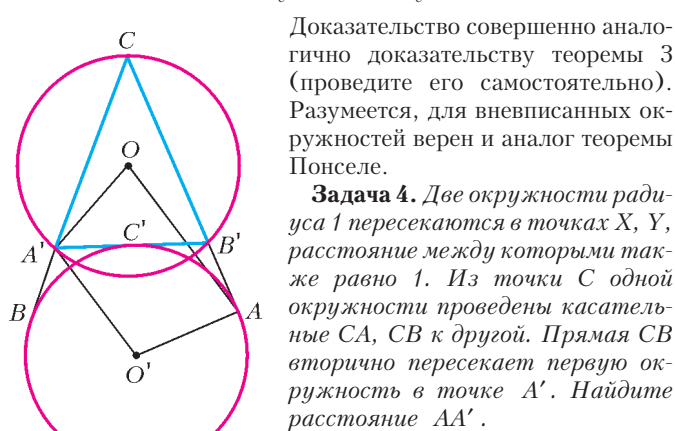 Доказательство совершенно анало-
гично доказательству теоремы 3
(проведите его самостоятельно).
Разумеется, для вневписанных ок-
ружностей верен и аналог теоремы
Понселе.
Задача 4. Две окружности ради-
уса 1 пересекаются в точках X, Y,
расстояние между которыми так-
же равно 1. Из точки C одной
окружности проведены касатель-
ные CA, CB к другой. Прямая CB
вторично пересекает первую ок-
ружность в точке A′. Найдите
расстояние AA′.
C
O
C'
A'
B'
B
A
O'